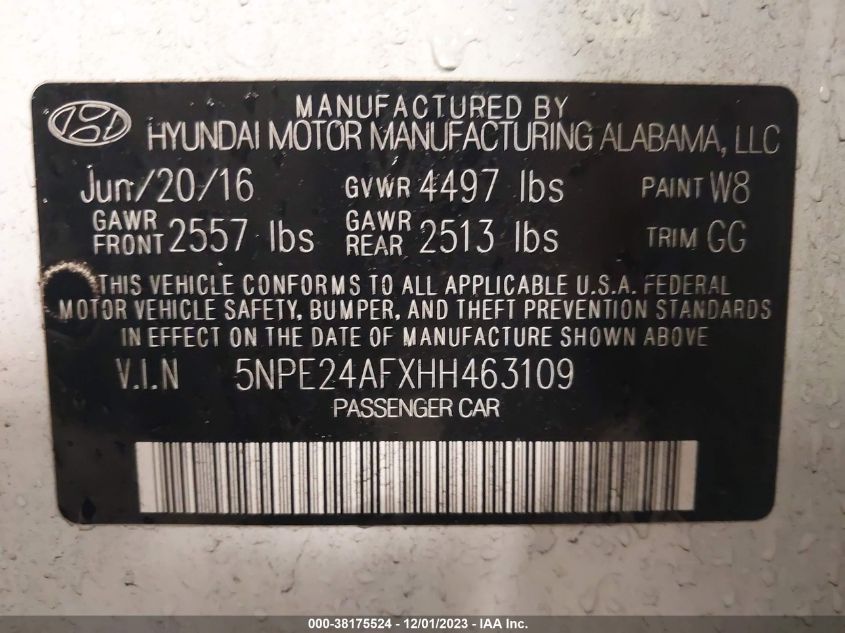 MANUFACTURED BY
HYUNDAI MOTOR MANUFACTURING ALABAMA, LLC
Jun/20/16 GVWR 4497 lbs PAINT W8
GAWR FRONT 2557 lbs GAWR REAR 2513 lbs TRIM GG
THIS VEHICLE CONFORMS TO ALL APPLICABLE U.S.A. FEDERAL
MOTOR VEHICLE SAFETY, BUMPER, AND THEFT PREVENTION STANDARDS
IN EFFECT ON THE DATE OF MANUFACTURE SHOWN ABOVE
V.I.N 5NPE24AFXHH463109
PASSENGER CAR
000-38175524 - 12/01/2023 - IAA Inc.